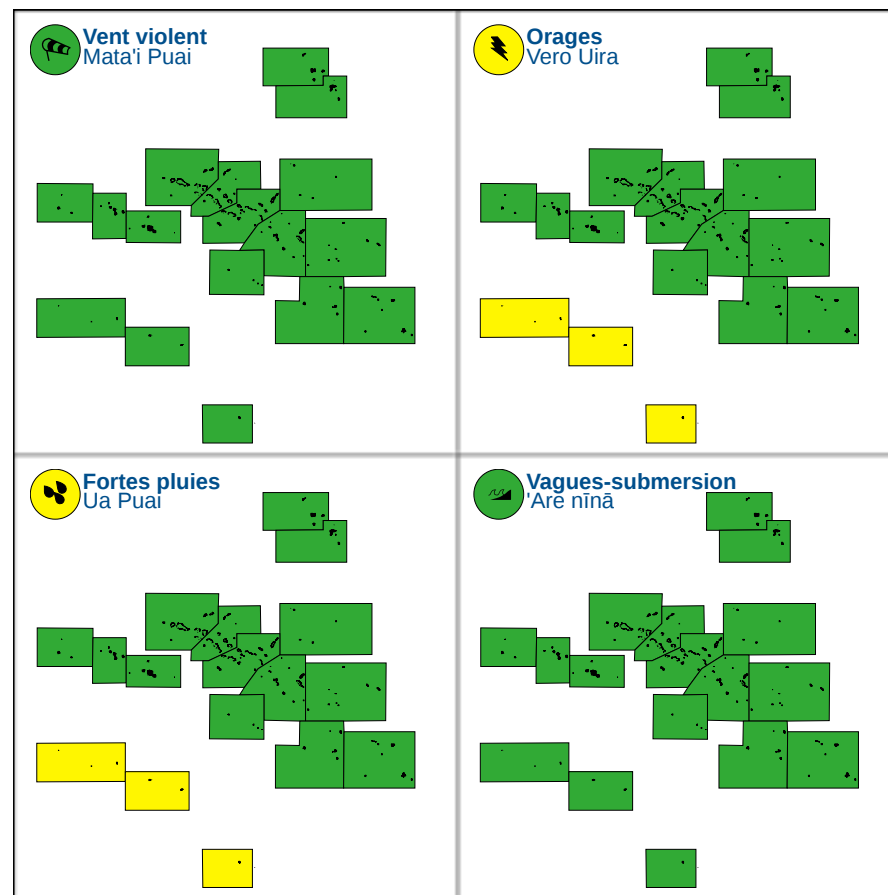 Vent violent
Mata'i Puai
Orages
Vero Uira
Fortes pluies
Ua Puai
Vagues-submersion
'Are nīnā